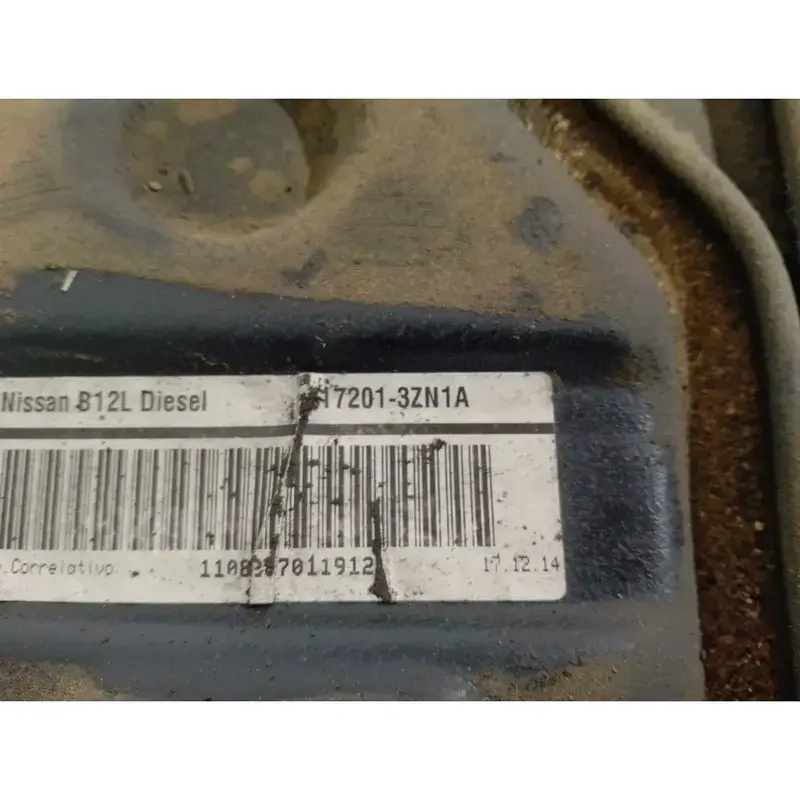 Nissan B12L Diesel 17201-3ZN1A
Correlativo 17.12.14